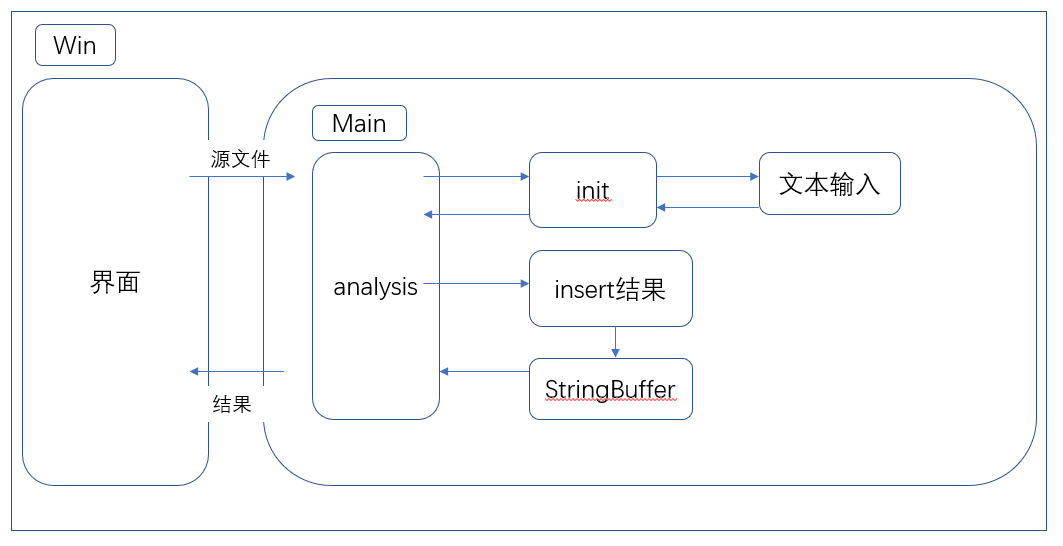 Win
Main
源文件
init
文本输入
界面
analysis
insert结果
StringBuffer
结果